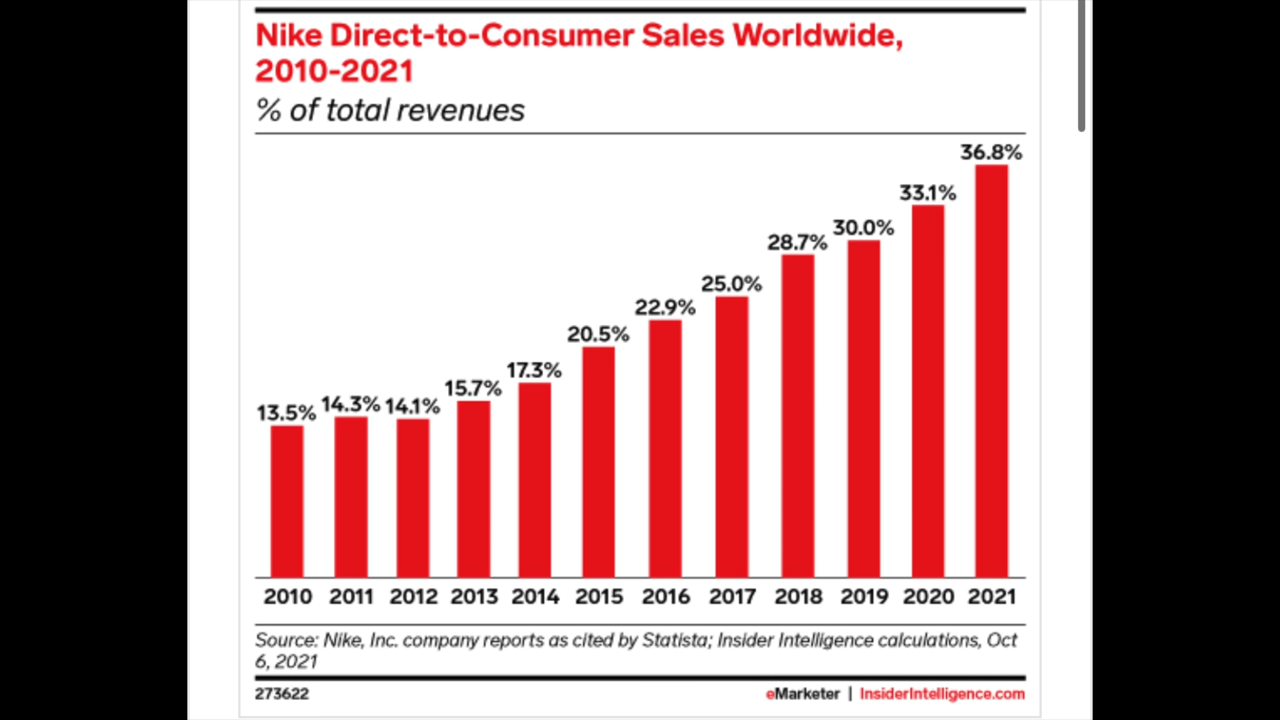 Nike Direct-to-Consumer Sales Worldwide,
2010-2021
% of total revenues
36.8%
33.1%
30.0%
28.7%
25.0%
22.9%
20.5%
17.3%
15.7%
13.5% 14.3% 14.1%
2010 2011 2012 2013 2014 2015 2016 2017 2018 2019 2020 2021
Source: Nike, Inc. company reports as cited by Statista; Insider Intelligence calculations, Oct
6, 2021
273622 eMarketer | InsiderIntelligence.com